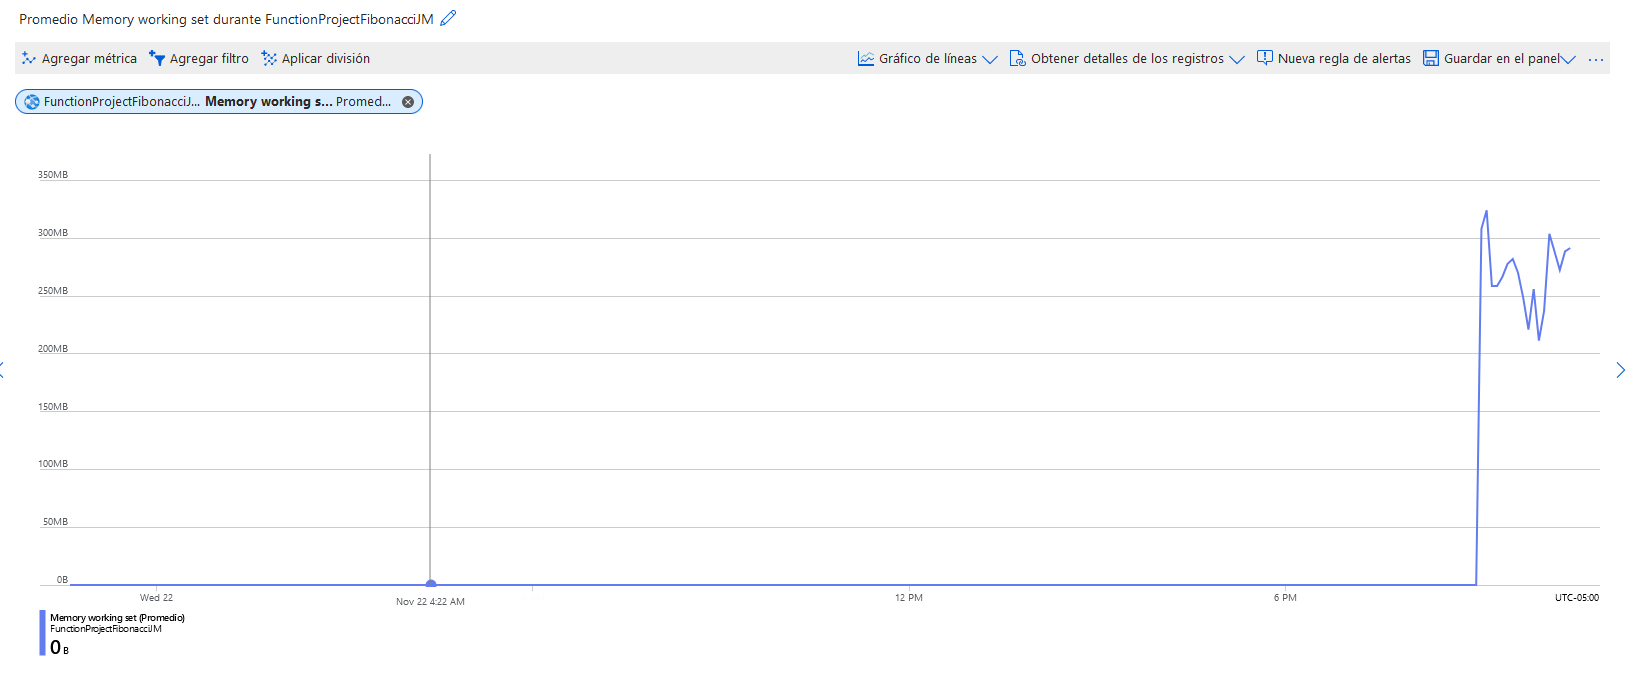 Promedio Memory working set durante FunctionProjectFibonacciJM
Agregar métrica Agregar filtro Aplicar división Gráfico de líneas Obtener detalles de los registros Nueva regla de alertas Guardar en el panel ...
FunctionProjectFibonacciJ... Memory working s... Promed...
350MB
300MB
250MB
200MB
150MB
100MB
50MB
0B
Wed 22 Nov 22 4:22 AM 12 PM 6 PM UTC-05:00
Memory working set (Promedio)
FunctionProjectFibonacciJM
0 B